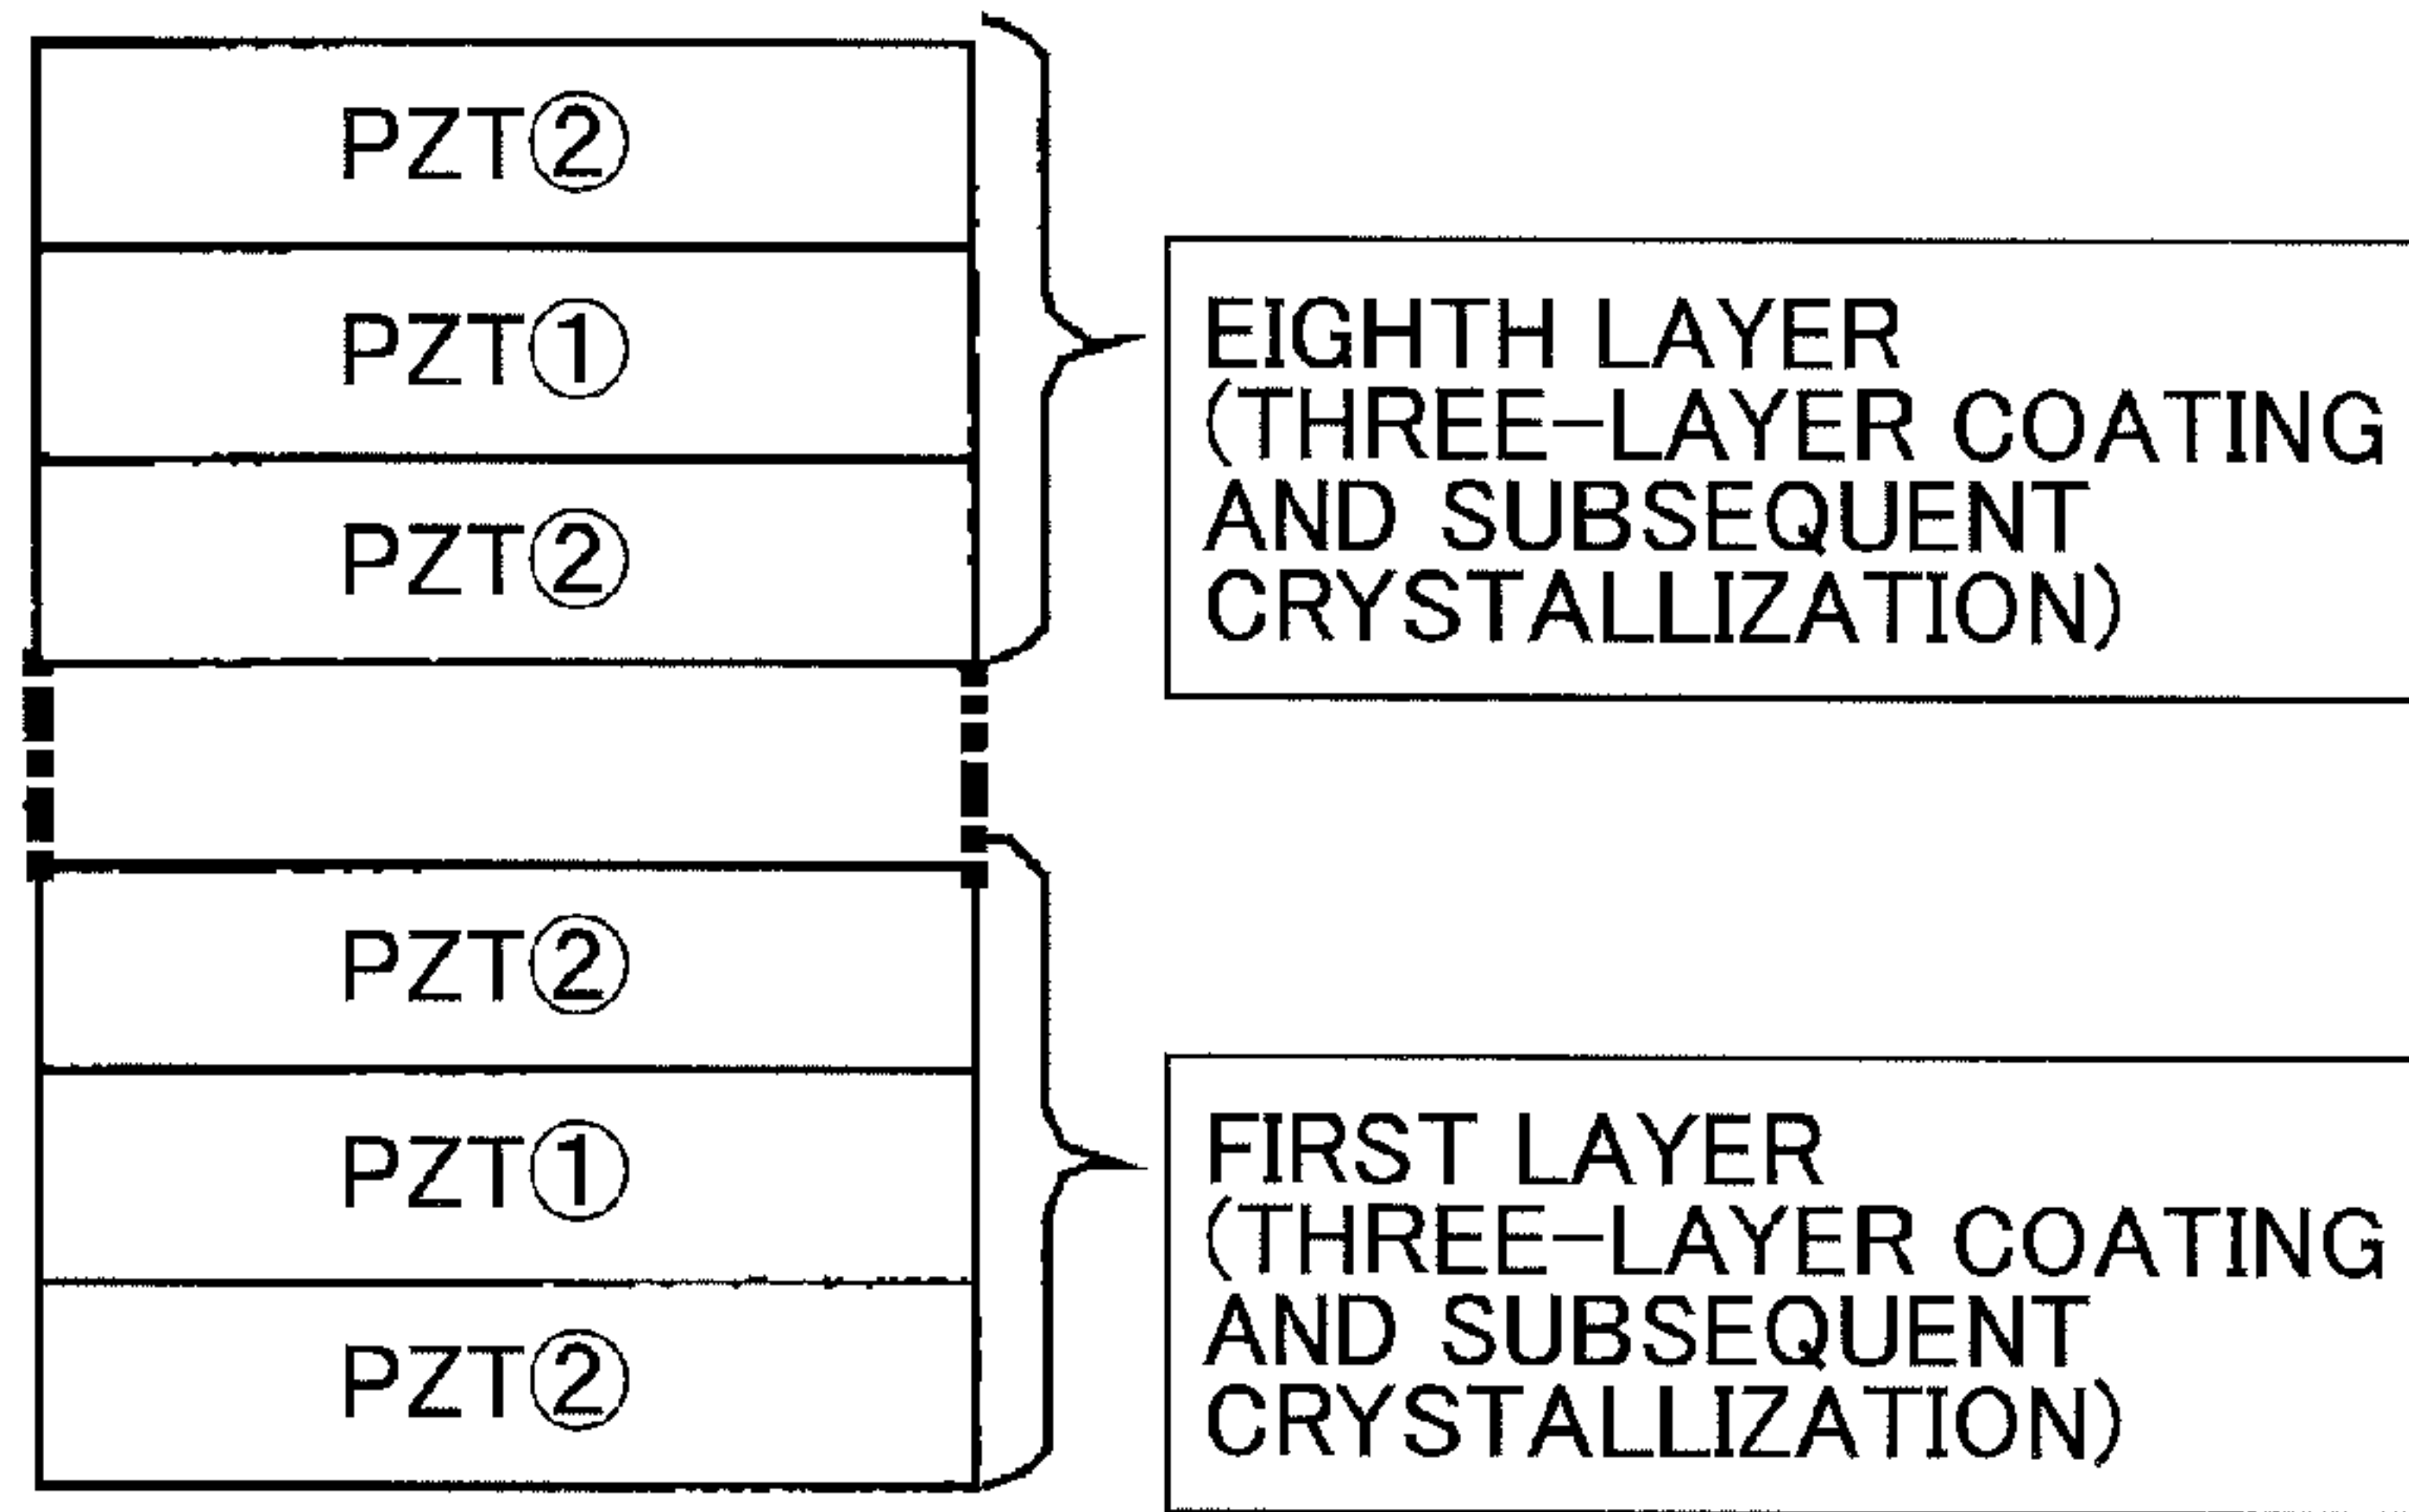 PZT②
PZT①
PZT②
EIGHTH LAYER
(THREE-LAYER COATING
AND SUBSEQUENT
CRYSTALLIZATION)
PZT②
PZT①
PZT②
FIRST LAYER
(THREE-LAYER COATING
AND SUBSEQUENT
CRYSTALLIZATION)